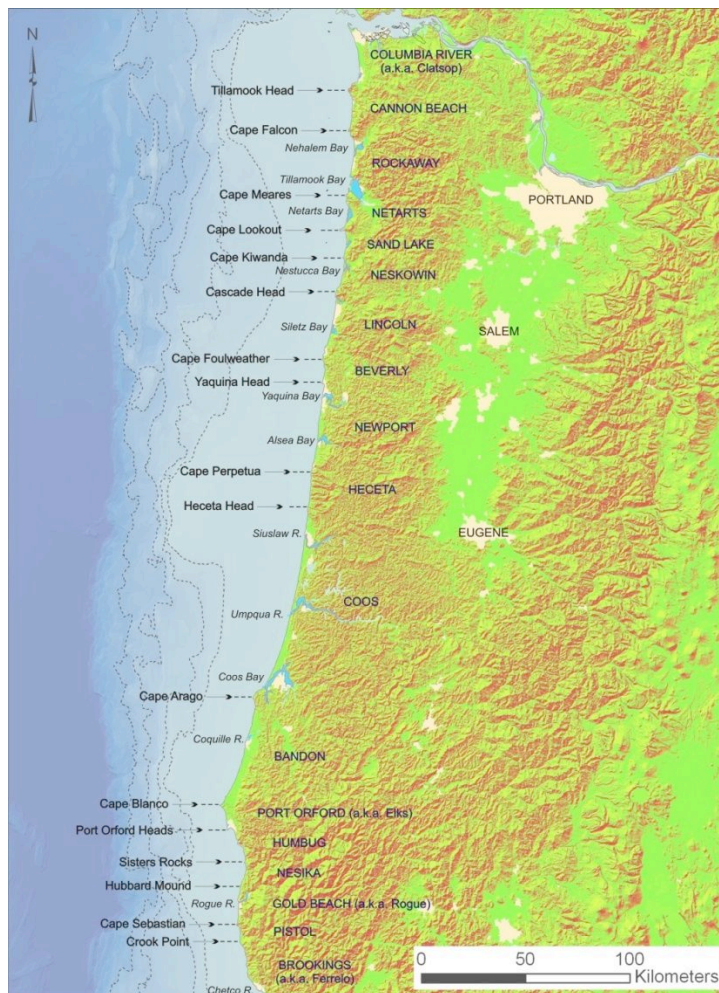 N
COLUMBIA RIVER
(a.k.a. Clatsop)
Tillamook Head
CANNON BEACH
Cape Falcon
Nehalem Bay
ROCKAWAY
Tillamook Bay
Cape Meares
PORTLAND
Netarts Bay
NETARTS
Cape Lookout
SAND LAKE
Cape Kiwanda
Nestucca Bay
NESKOWIN
Cascade Head
Siletz Bay
LINCOLN
SALEM
Cape Foulweather
BEVERLY
Yaquina Head
Yaquina Bay
NEWPORT
Alsea Bay
Cape Perpetua
HECETA
Heceta Head
Siuslaw R.
EUGENE
COOS
Umpqua R.
Coos Bay
Cape Arago
Coquille R.
BANDON
Cape Blanco
PORT ORFORD (a.k.a. Elks)
Port Orford Heads
HUMBUG
Sisters Rocks
NESIKA
Hubbard Mound
Rogue R.
GOLD BEACH (a.k.a. Rogue)
Cape Sebastian
PISTOL
Crook Point
BROOKINGS
(a.k.a. Ferrelo)
Chetco R.
0 50 100
Kilometers